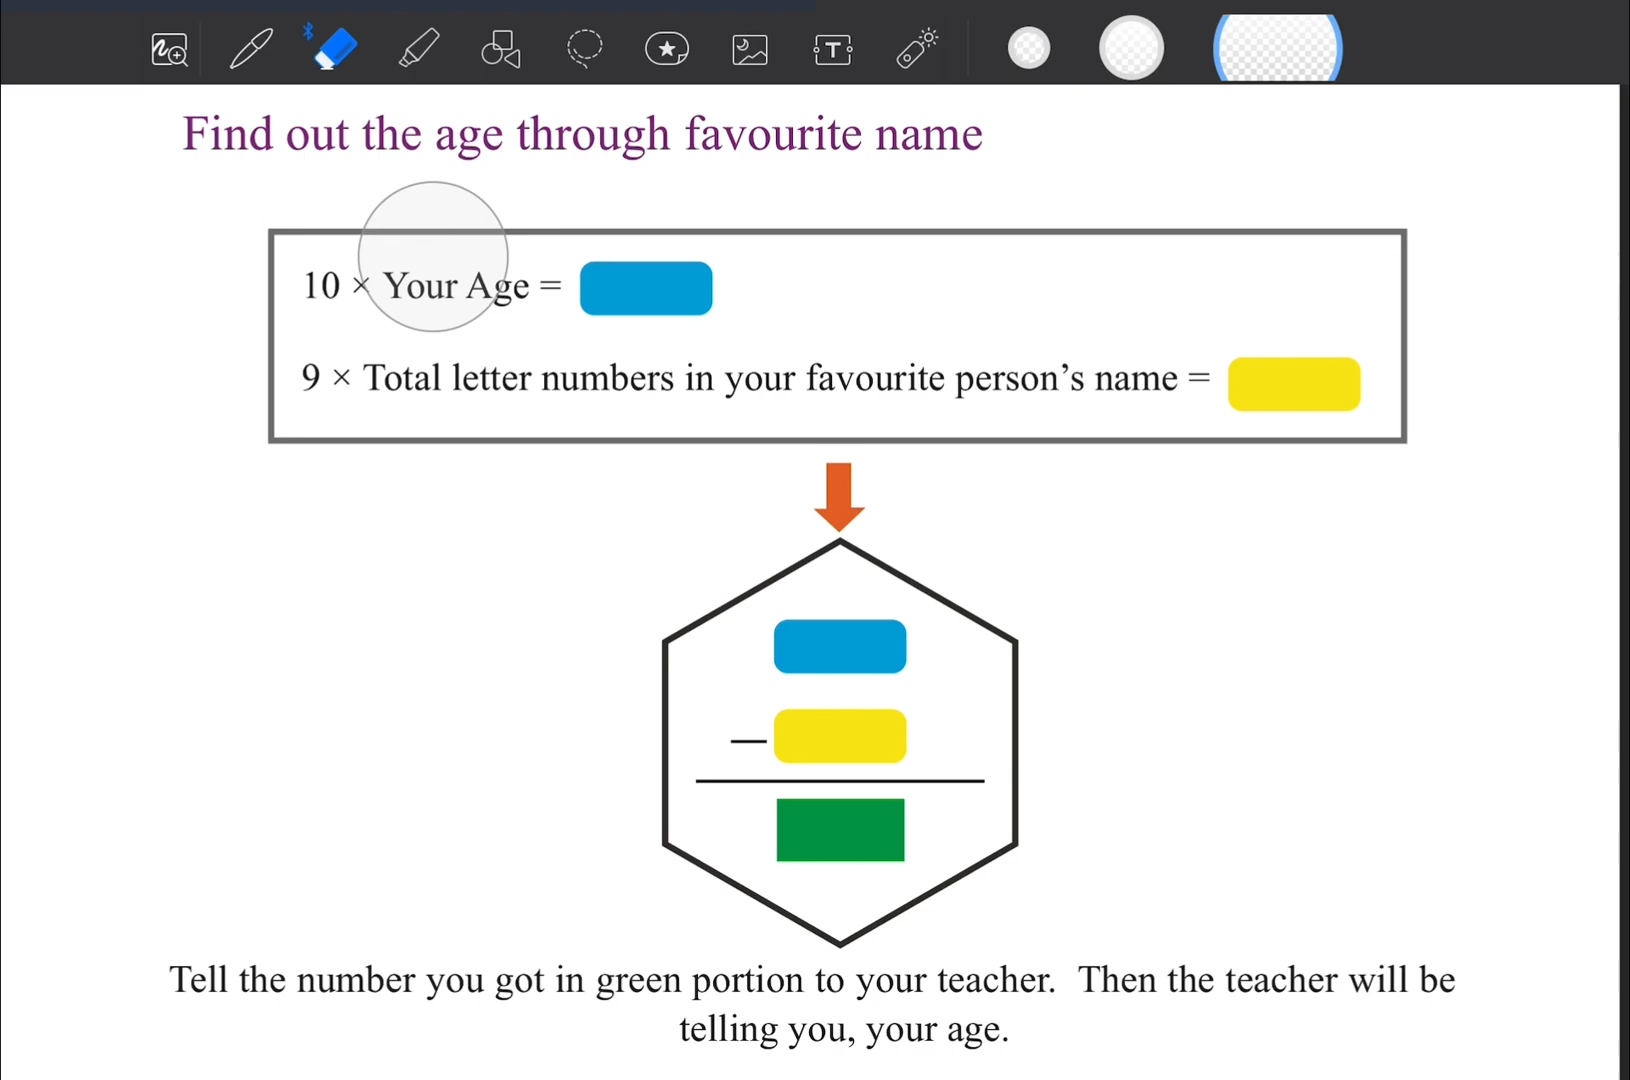 Find out the age through favourite name
10 × Your Age =
9 × Total letter numbers in your favourite person’s name =
—
Tell the number you got in green portion to your teacher. Then the teacher will be
telling you, your age.